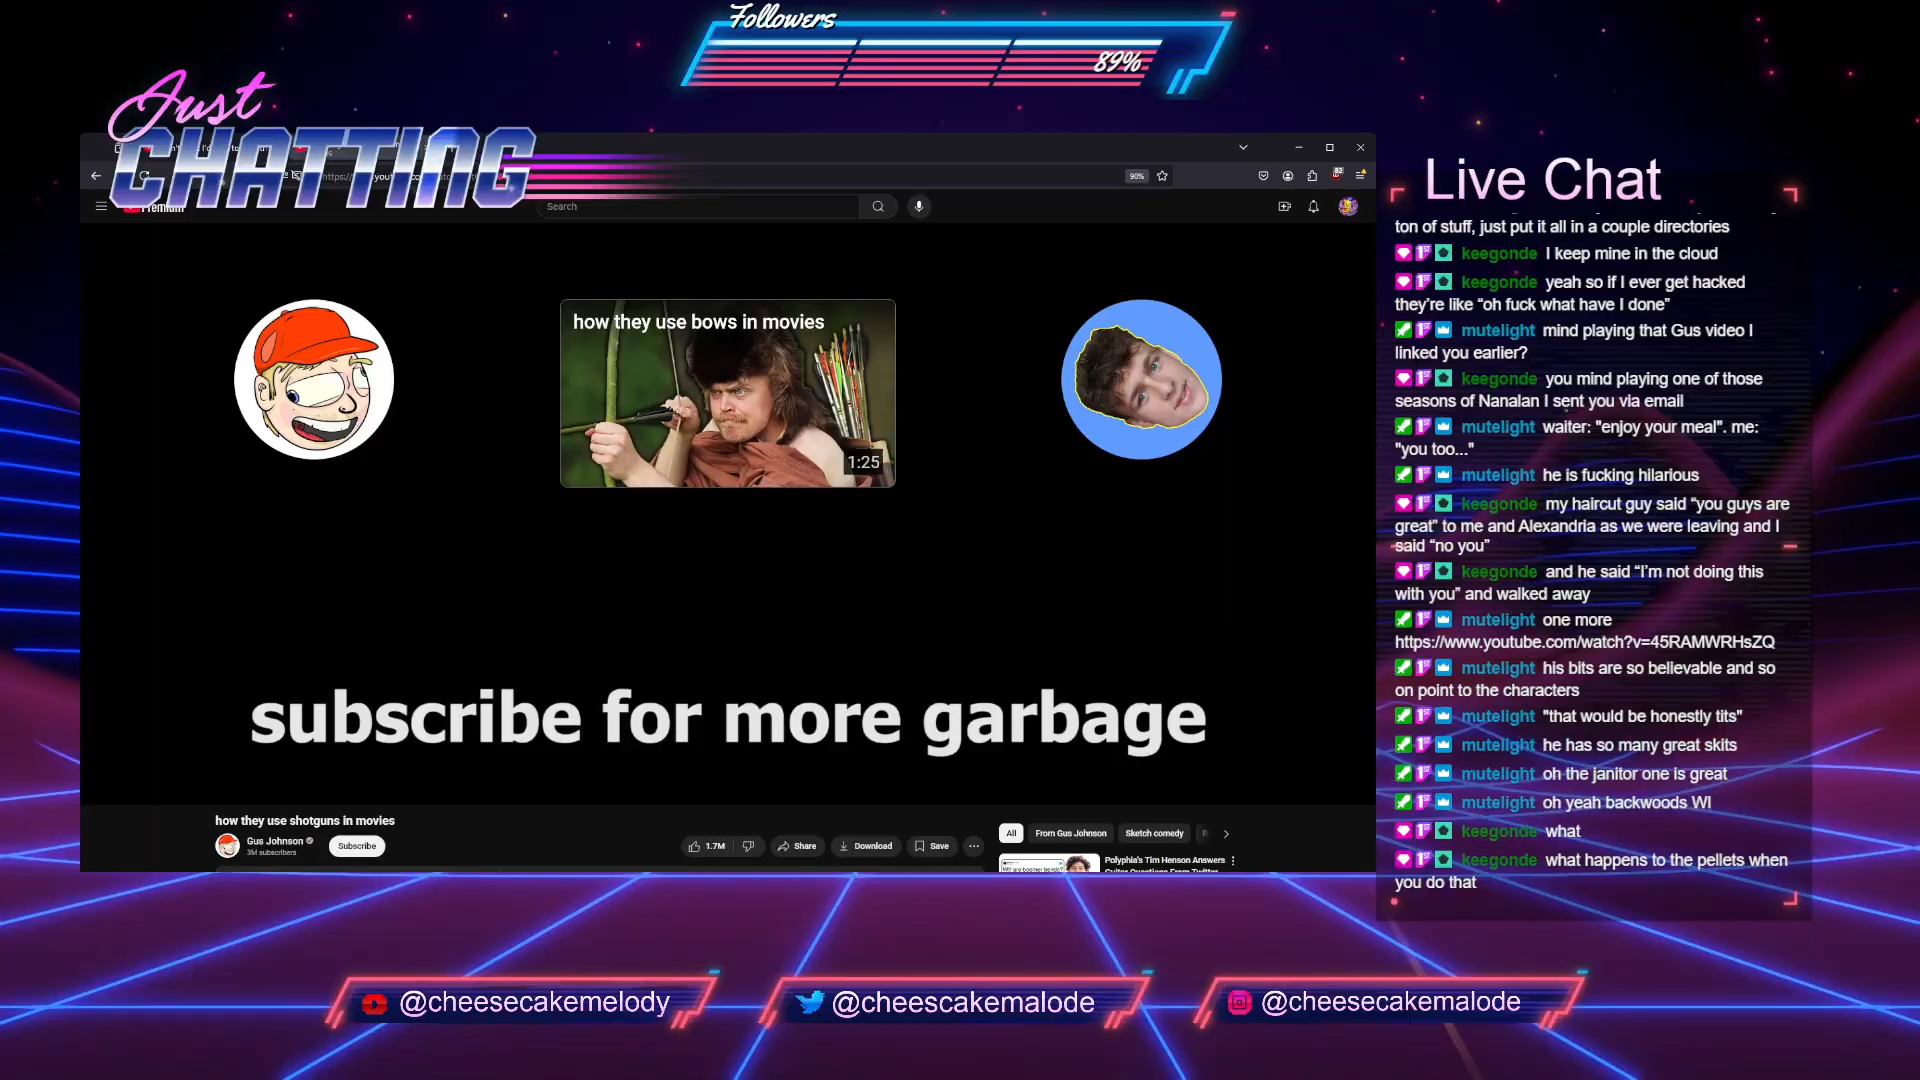 Followers
89%
Just
CHATTING
90%
82
Premium
Search
how they use bows in movies
1:25
subscribe for more garbage
how they use shotguns in movies
Gus Johnson
3M subscribers
Subscribe
1.7M
Share
Download
Save
All
From Gus Johnson
Sketch comedy
Polyphia's Tim Henson Answers
Guitar Questions From Twitter
Live Chat
ton of stuff, just put it all in a couple directories
keegonde I keep mine in the cloud
keegonde yeah so if I ever get hacked
they're like “oh fuck what have I done”
mutelight mind playing that Gus video I
linked you earlier?
keegonde you mind playing one of those
seasons of Nanalan I sent you via email
mutelight waiter: "enjoy your meal". me:
"you too..."
mutelight he is fucking hilarious
keegonde my haircut guy said “you guys are
great” to me and Alexandria as we were leaving and I
said “no you”
keegonde and he said “I'm not doing this
with you” and walked away
mutelight one more
https://www.youtube.com/watch?v=45RAMWRHsZQ
mutelight his bits are so believable and so
on point to the characters
mutelight "that would be honestly tits"
mutelight he has so many great skits
mutelight oh the janitor one is great
mutelight oh yeah backwoods WI
keegonde what
keegonde what happens to the pellets when
you do that
@cheesecakemelody
@cheescakemalode
@cheescakemalode